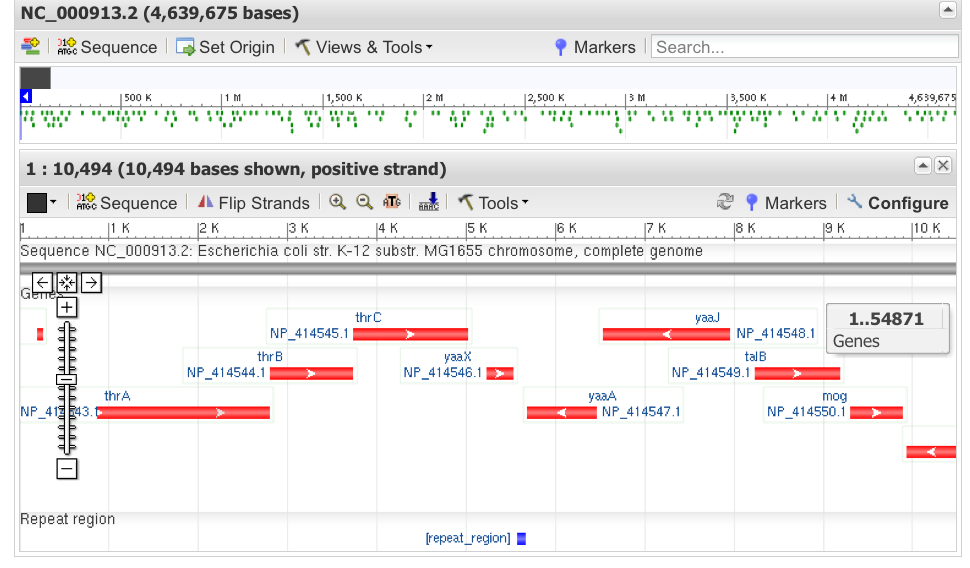 NC_000913.2 (4,639,675 bases)
Sequence Set Origin Views & Tools Markers Search...
500 K 1 M 1,500 K 2 M 2,500 K 3 M 3,500 K 4 M 4,639,675
1 : 10,494 (10,494 bases shown, positive strand)
Sequence Flip Strands ATG Tools Markers Configure
1 1 K 2 K 3 K 4 K 5 K 6 K 7 K 8 K 9 K 10 K
Sequence NC_000913.2: Escherichia coli str. K-12 substr. MG1655 chromosome, complete genome
Genes
1..54871
Genes
thrC yaaJ
NP_414545.1 NP_414548.1
thrB yaaX talB
NP_414544.1 NP_414546.1 NP_414549.1
thrA yaaA mog
NP_414547.1 NP_414550.1
Repeat region
[repeat_region]